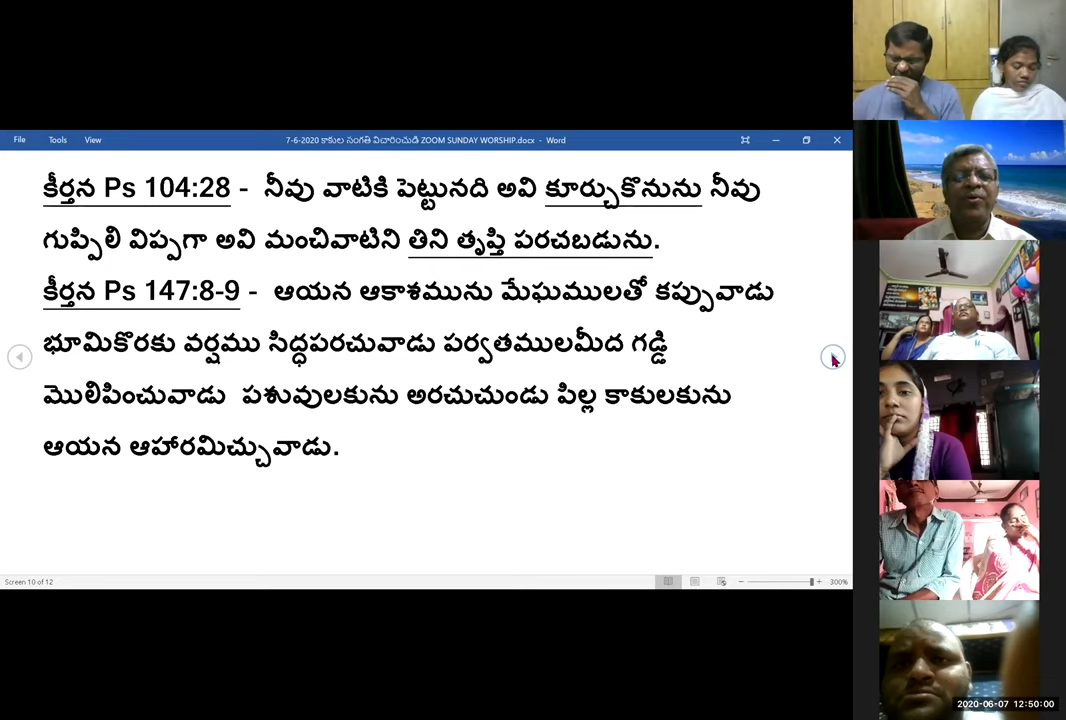 File Tools View 7-6-2020 కాకుల సంగతి విచారించుడి ZOOM SUNDAY WORSHIP.docx - Word
కీర్తన Ps 104:28 - నీవు వాటికి పెట్టునది అవి కూర్చుకొనును నీవు
గుప్పిలి విప్పగా అవి మంచివాటిని తిని తృప్తి పరచబడును.
కీర్తన Ps 147:8-9 - ఆయన ఆకాశమును మేఘములతో కప్పువాడు
భూమికొరకు వర్షము సిద్ధపరచువాడు పర్వతములమీద గడ్డి
మొలిపించువాడు పశువులకును అరచుచుండు పిల్ల కాకులకును
ఆయన ఆహారమిచ్చువాడు.
Screen 10 of 12 300%
2020-06-07 12:50:00